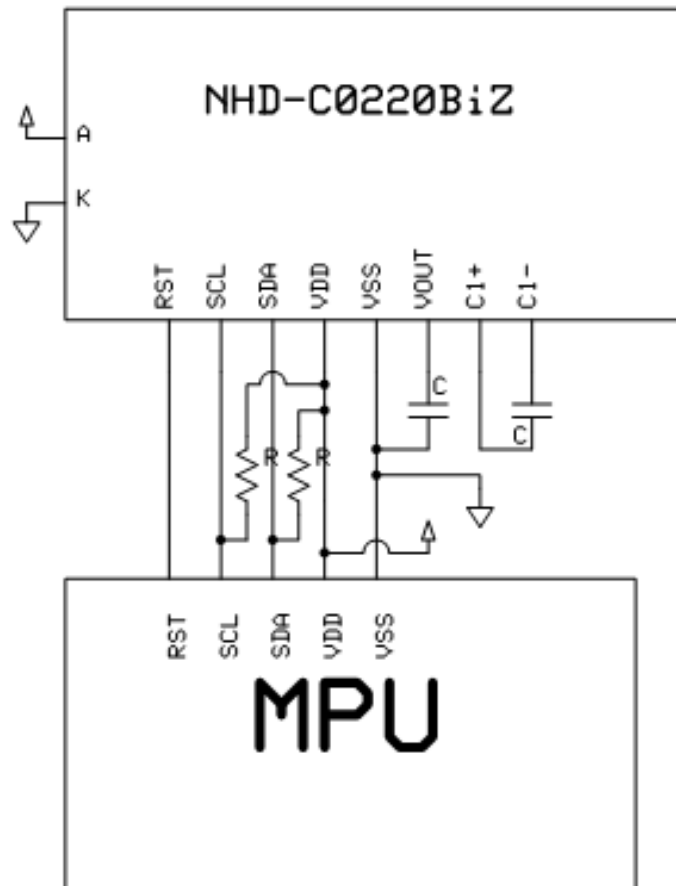 NHD-C0220BiZ
A
K
RST SCL SDA VDD VSS VOUT C1+ C1-
C
R R C
RST SCL SDA VDD VSS
MPU